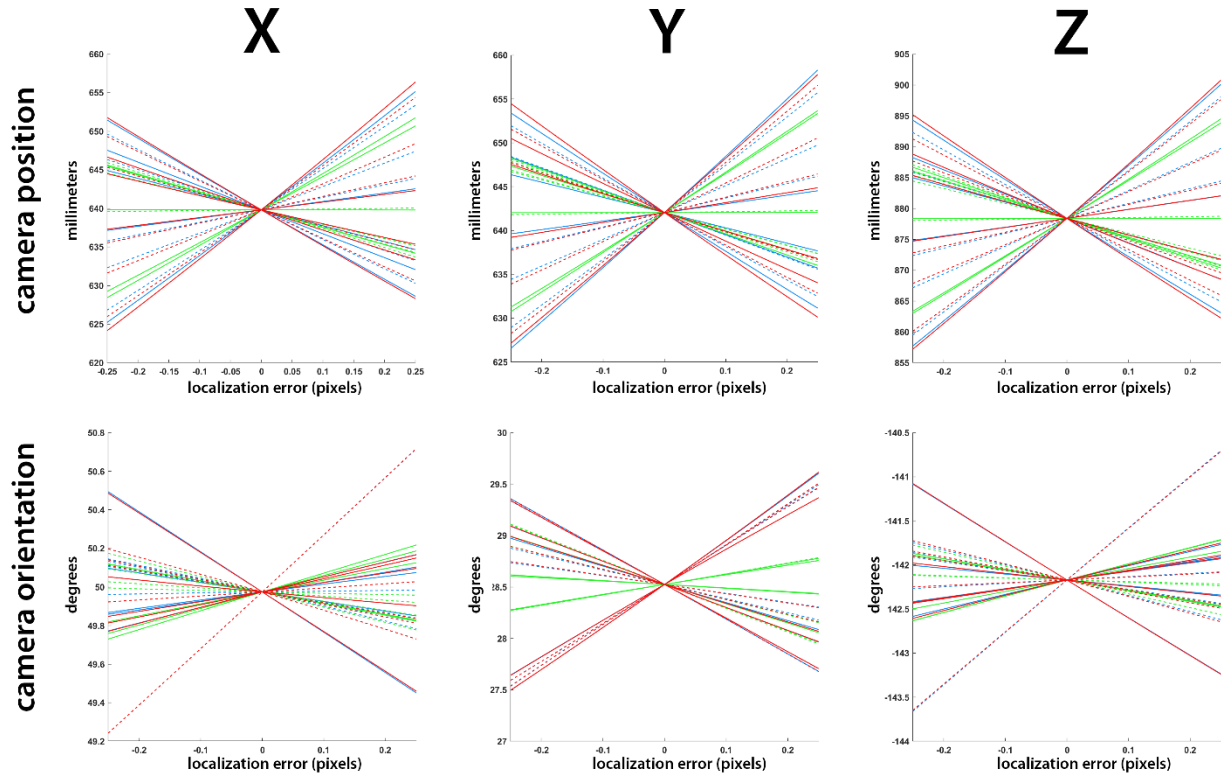 X Y Z
camera position
millimeters
660
655
650
645
640
635
630
625
620
-0.25 -0.2 -0.15 -0.1 -0.05 0 0.05 0.1 0.15 0.2 0.25
localization error (pixels)
millimeters
660
655
650
645
640
635
630
625
-0.2 -0.1 0 0.1 0.2
localization error (pixels)
millimeters
905
900
895
890
885
880
875
870
865
860
855
-0.2 -0.1 0 0.1 0.2
localization error (pixels)
camera orientation
degrees
50.8
50.6
50.4
50.2
50
49.8
49.6
49.4
49.2
-0.2 -0.1 0 0.1 0.2
localization error (pixels)
degrees
30
29.5
29
28.5
28
27.5
27
-0.2 -0.1 0 0.1 0.2
localization error (pixels)
degrees
-140.5
-141
-141.5
-142
-142.5
-143
-143.5
-144
-0.2 -0.1 0 0.1 0.2
localization error (pixels)